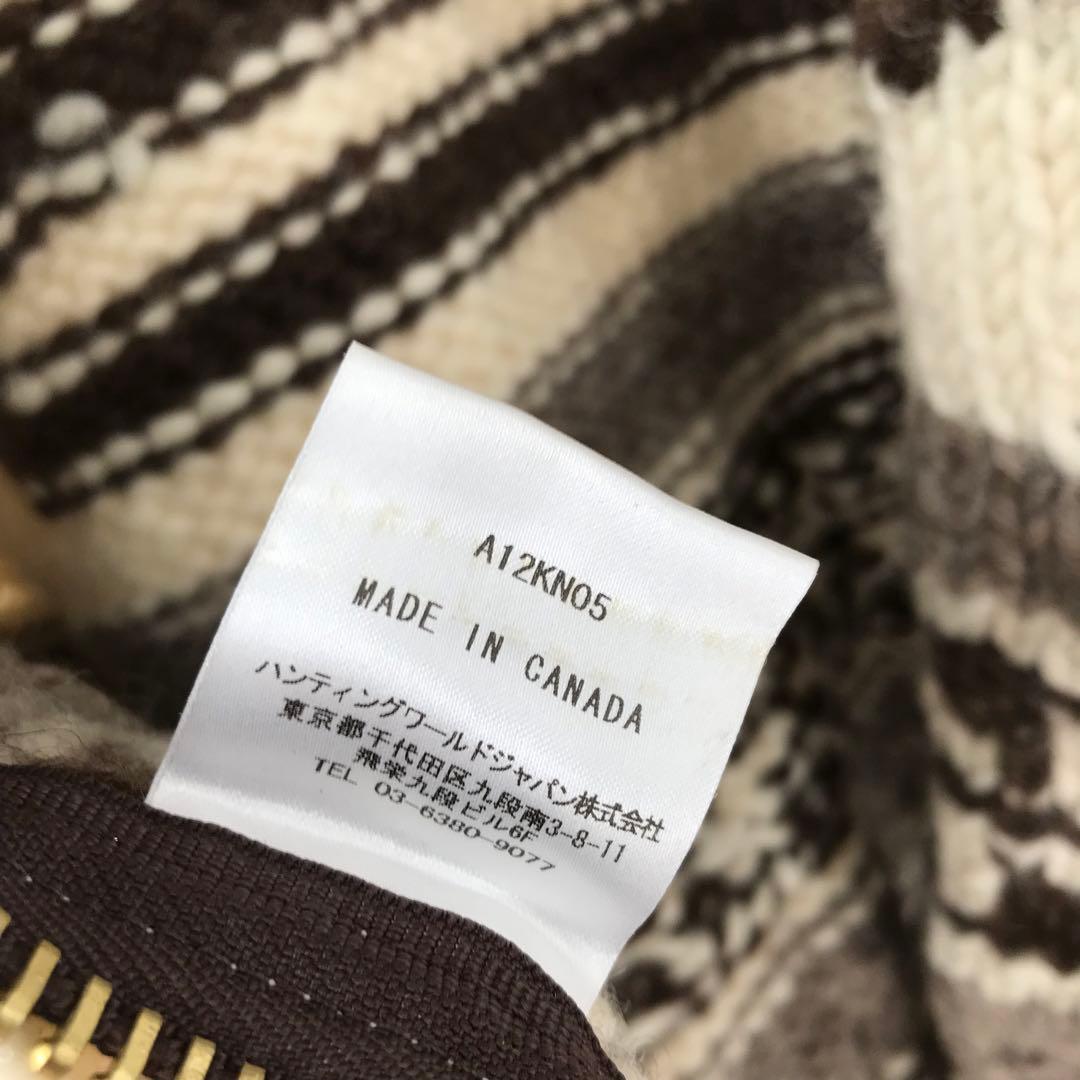 A12KN05
MADE IN CANADA
ハンティングワールドジャパン株式会社
東京都千代田区九段南3-8-11
飛栄九段ビル6F
TEL 03-6380-9077